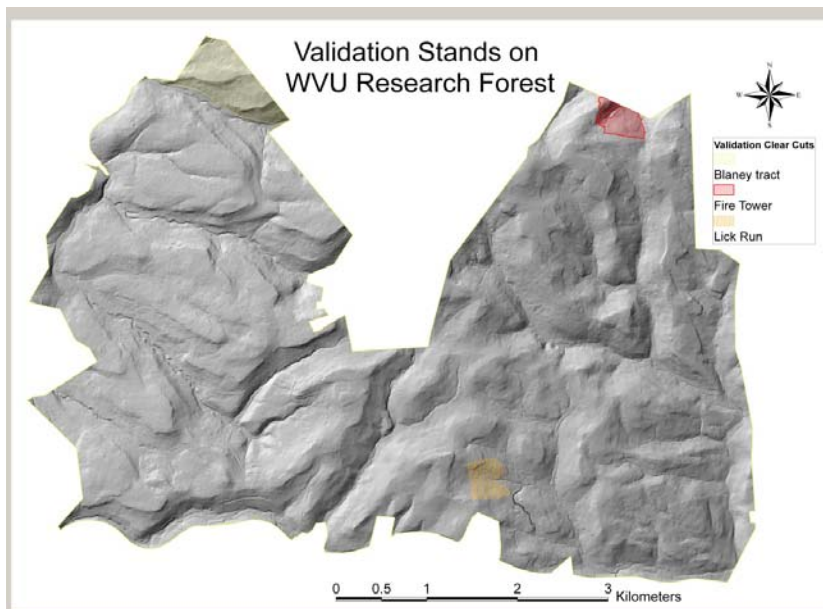 Validation Stands on
WVU Research Forest
N
W E
S
Validation Clear Cuts
Blaney tract
Fire Tower
Lick Run
0 0.5 1 2 3
Kilometers